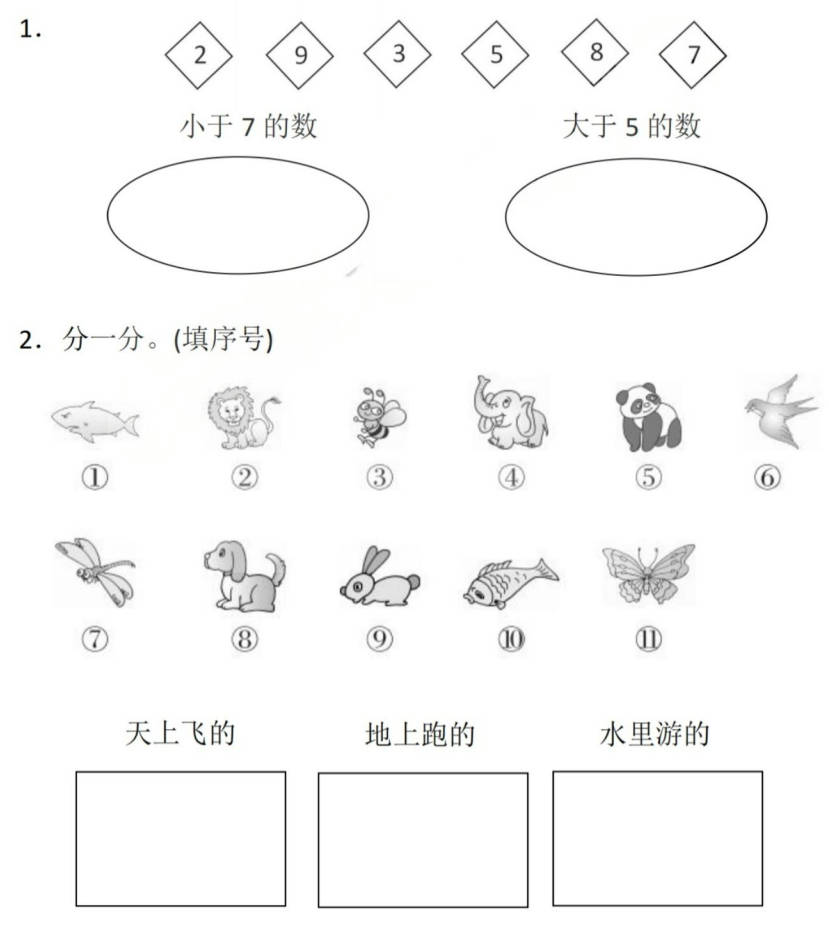 1.
2 9 3 5 8 7
小于 7 的数 大于 5 的数
2. 分一分。(填序号)
① ② ③ ④ ⑤ ⑥
⑦ ⑧ ⑨ ⑩ ⑪
天上飞的 地上跑的 水里游的